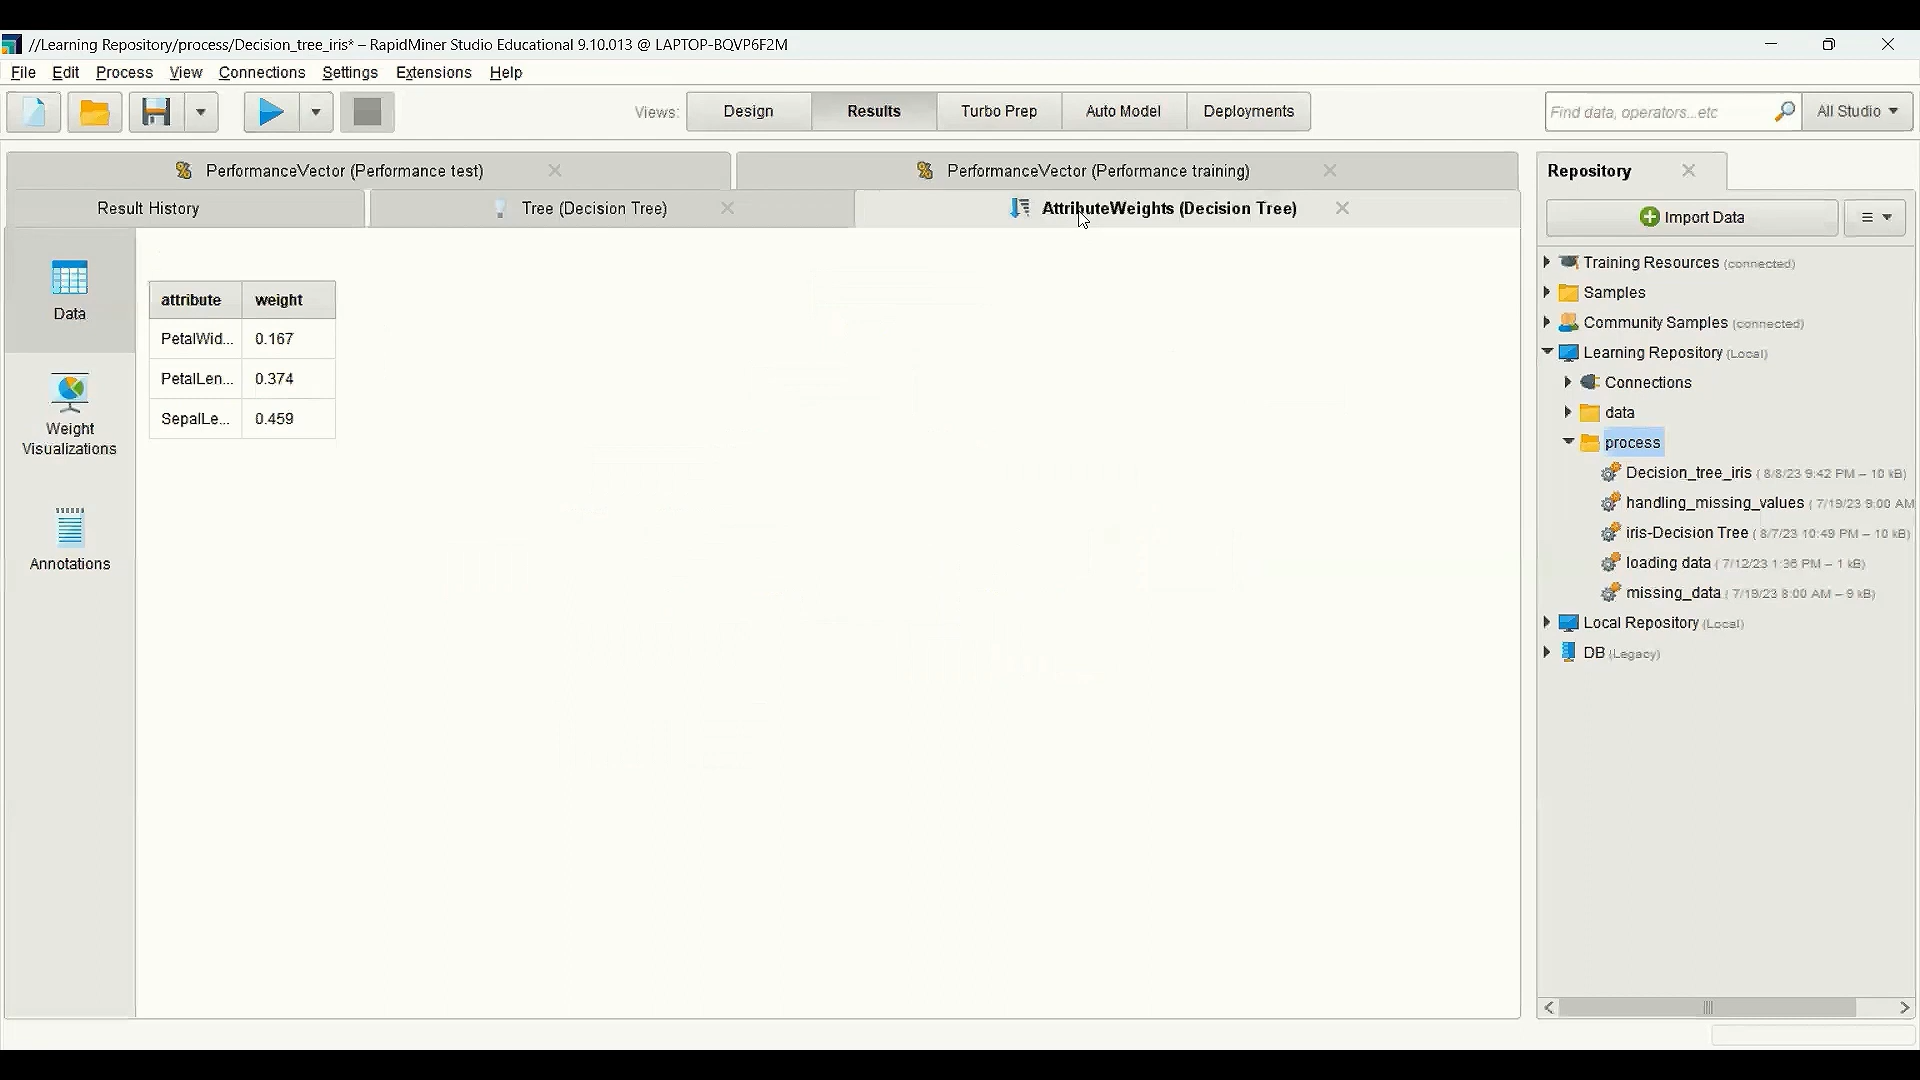 //Learning Repository/process/Decision_tree_iris* – RapidMiner Studio Educational 9.10.013 @ LAPTOP-BQVP6F2M
File Edit Process View Connections Settings Extensions Help
Views: Design Results Turbo Prep Auto Model Deployments
Find data, operators...etc All Studio
PerformanceVector (Performance test) PerformanceVector (Performance training)
Result History Tree (Decision Tree) AttributeWeights (Decision Tree)
Data
Weight
Visualizations
Annotations
attribute weight
PetalWid... 0.167
PetalLen... 0.374
SepalLe... 0.459
Repository
Import Data
Training Resources (connected)
Samples
Community Samples (connected)
Learning Repository (Local)
Connections
data
process
Decision_tree_iris ( 8/8/23 9:42 PM – 10 kB)
handling_missing_values ( 7/19/23 9:00 AM
iris-Decision Tree ( 8/7/23 10:49 PM – 10 kB)
loading data ( 7/12/23 1:36 PM – 1 kB)
missing_data ( 7/19/23 8:00 AM – 9 kB)
Local Repository (Local)
DB (Legacy)